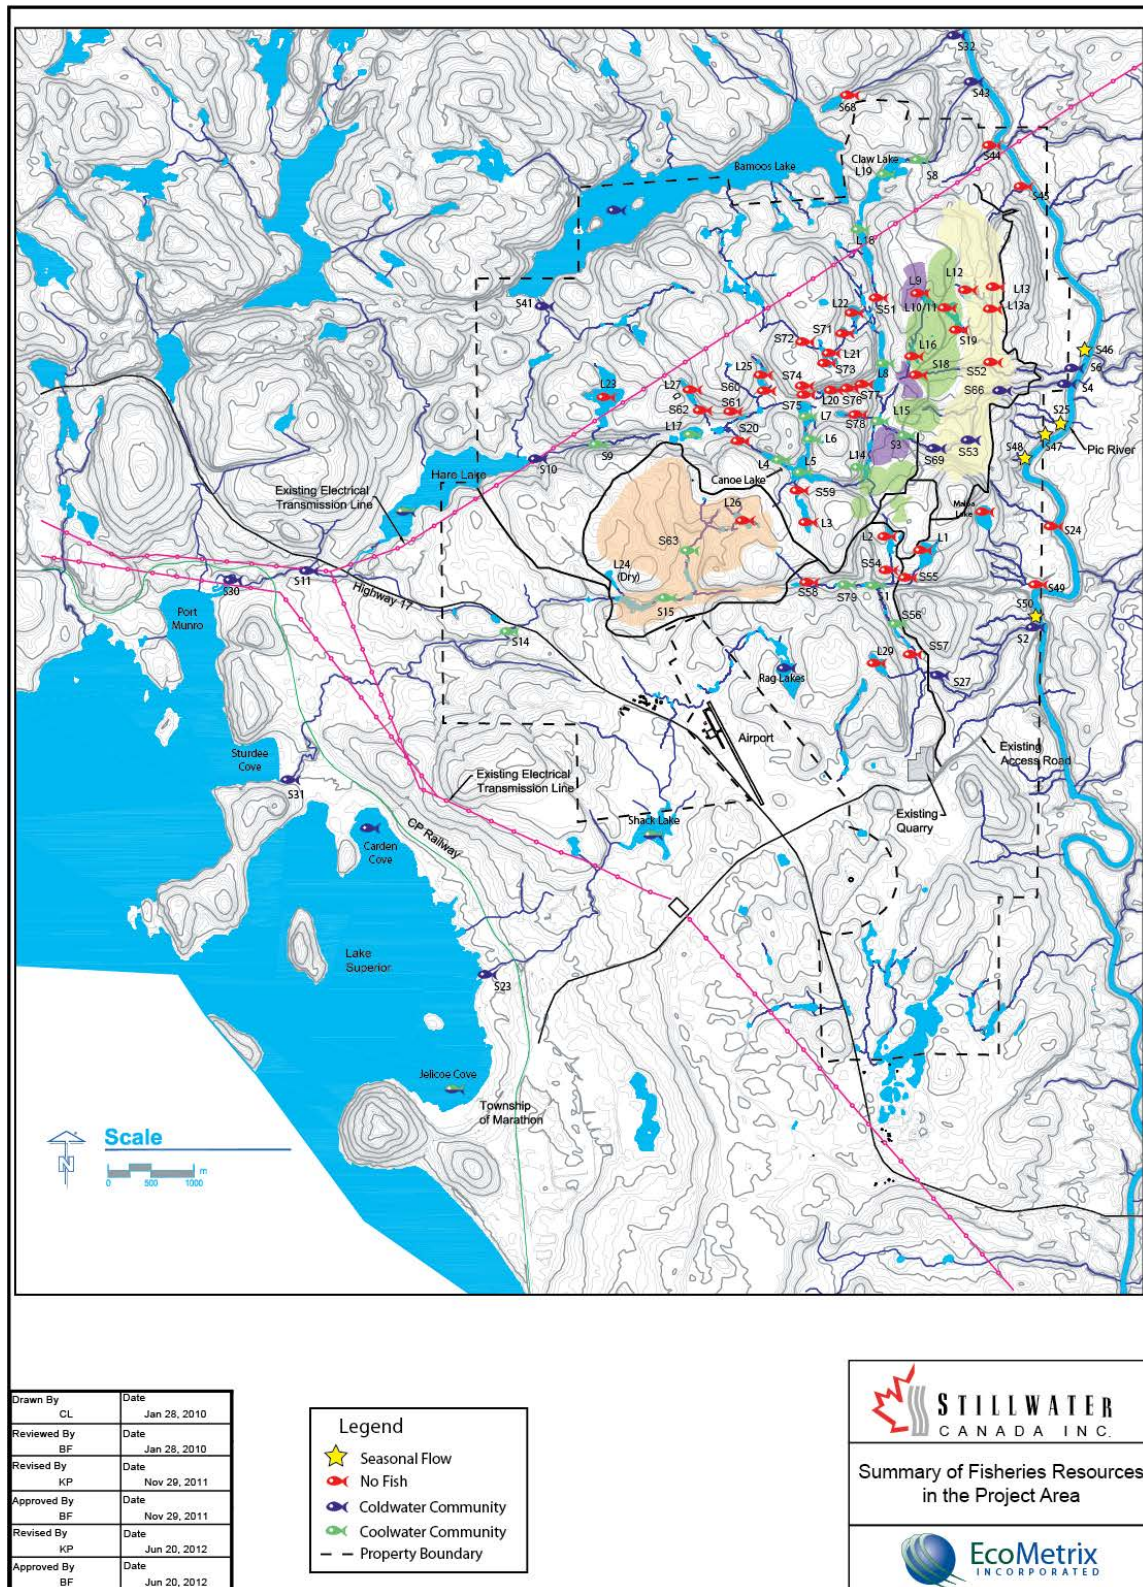 S32
S43
S68
S44
Claw Lake
L19
S8
Bamoos Lake
S45
L18
L9
L12
L13
L10/11
L13a
S41
L22
S51
S72
S71
S19
L16
S46
L21
S73
L8
S18
S52
S6
L25
S74
S66
S4
L23
L27
S60
S75
L20
S76
S77
S62
S61
L7
L15
S25
S78
S20
L17
L6
S3
S48
S47
Pic River
S9
S69
S53
S10
L4
L5
L14
Hare Lake
Canoe Lake
S59
Existing Electrical
Transmission Line
L26
L3
Malpa
Lake
S24
L2
L1
S63
L24
(Dry)
S54
S55
S11
S30
Highway 17
S58
S79
S1
S49
S50
Port
Munro
S15
S56
S14
S2
S57
L29
Rag Lakes
S27
Sturdee
Cove
Airport
Existing
Access Road
Existing Electrical
Transmission Line
S31
Existing
Quarry
Shack Lake
CP Railway
Carden
Cove
Lake
Superior
S23
Jelicoe Cove
Township
of Marathon
Scale
N
m
0 500 1000
Drawn By Date
CL Jan 28, 2010
Reviewed By Date
BF Jan 28, 2010
Revised By Date
KP Nov 29, 2011
Approved By Date
BF Nov 29, 2011
Revised By Date
KP Jun 20, 2012
Approved By Date
BF Jun 20, 2012
Legend
Seasonal Flow
No Fish
Coldwater Community
Coolwater Community
Property Boundary
STILLWATER
CANADA INC.
Summary of Fisheries Resources
in the Project Area
EcoMetrix
INCORPORATED